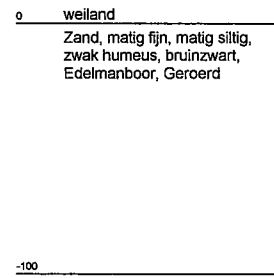 0 weiland
Zand, matig fijn, matig siltig,
zwak humeus, bruinzwart,
Edelmanboor, Geroerd
-100